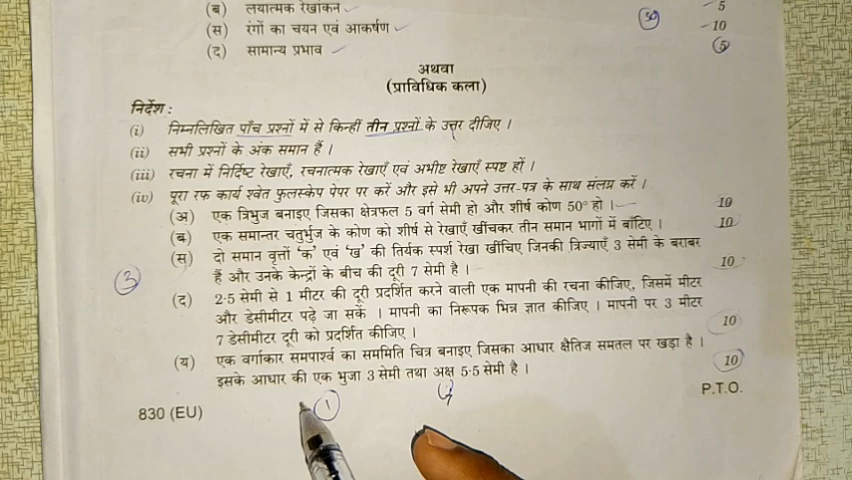 (ब) लयात्मक रेखांकन – 5
(स) रंगों का चयन एवं आकर्षण 30 – 10
(द) सामान्य प्रभाव 5
अथवा
(प्राविधिक कला)
निर्देश :
(i) निम्नलिखित पाँच प्रश्नों में से किन्हीं तीन प्रश्नों के उत्तर दीजिए ।
(ii) सभी प्रश्नों के अंक समान हैं ।
(iii) रचना में निर्दिष्ट रेखाएँ, रचनात्मक रेखाएँ एवं अभीष्ट रेखाएँ स्पष्ट हों ।
(iv) पूरा रफ कार्य श्वेत फुलस्केप पेपर पर करें और इसे भी अपने उत्तर-पत्र के साथ संलग्न करें ।
(अ) एक त्रिभुज बनाइए जिसका क्षेत्रफल 5 वर्ग सेमी हो और शीर्ष कोण 50° हो । 10
(ब) एक समान्तर चतुर्भुज के कोण को शीर्ष से रेखाएँ खींचकर तीन समान भागों में बाँटिए । 10
(स) दो समान वृत्तों ‘क’ एवं ‘ख’ की तिर्यक स्पर्श रेखा खींचिए जिनकी त्रिज्याएँ 3 सेमी के बराबर
हैं और उनके केन्द्रों के बीच की दूरी 7 सेमी है । 10
3
(द) 2·5 सेमी से 1 मीटर की दूरी प्रदर्शित करने वाली एक मापनी की रचना कीजिए, जिसमें मीटर
और डेसीमीटर पढ़े जा सकें । मापनी का निरूपक भिन्न ज्ञात कीजिए । मापनी पर 3 मीटर
7 डेसीमीटर दूरी को प्रदर्शित कीजिए । 10
(य) एक वर्गाकार समपार्श्व का सममिति चित्र बनाइए जिसका आधार क्षैतिज समतल पर खड़ा है ।
इसके आधार की एक भुजा 3 सेमी तथा अक्ष 5·5 सेमी है । 10
P.T.O.
830 (EU) 1